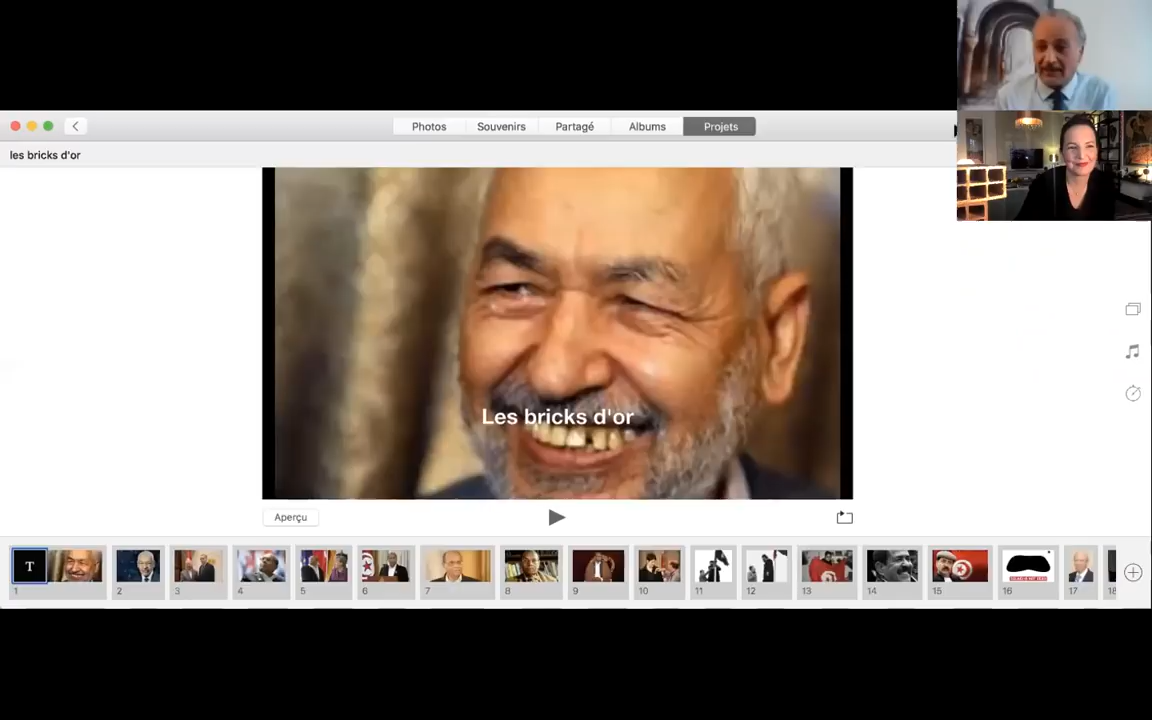 Photos Souvenirs Partagé Albums Projets
les bricks d'or
Les bricks d'or
Aperçu
T
1 2 3 4 5 6 7 8 9 10 11 12 13 14 15 16 17 18